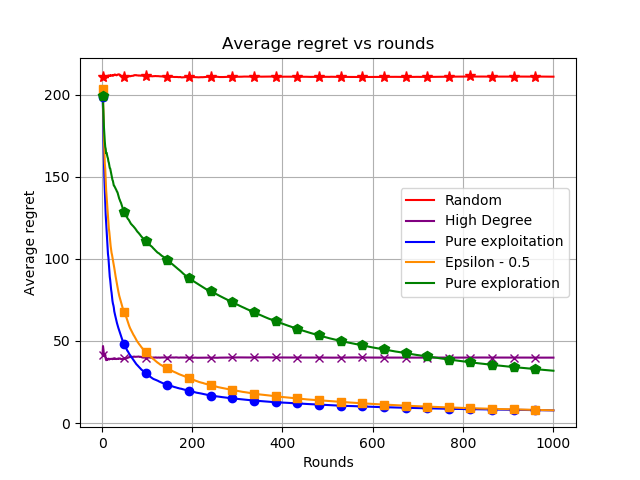 Average regret vs rounds
Average regret
200
150
100
50
0
Random
High Degree
Pure exploitation
Epsilon - 0.5
Pure exploration
0 200 400 600 800 1000
Rounds